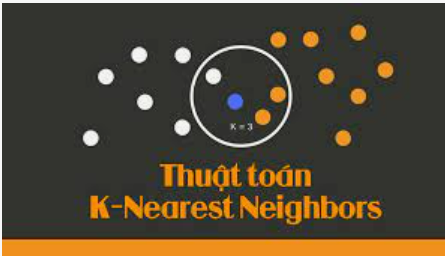 K = 3
Thuật toán
K-Nearest Neighbors